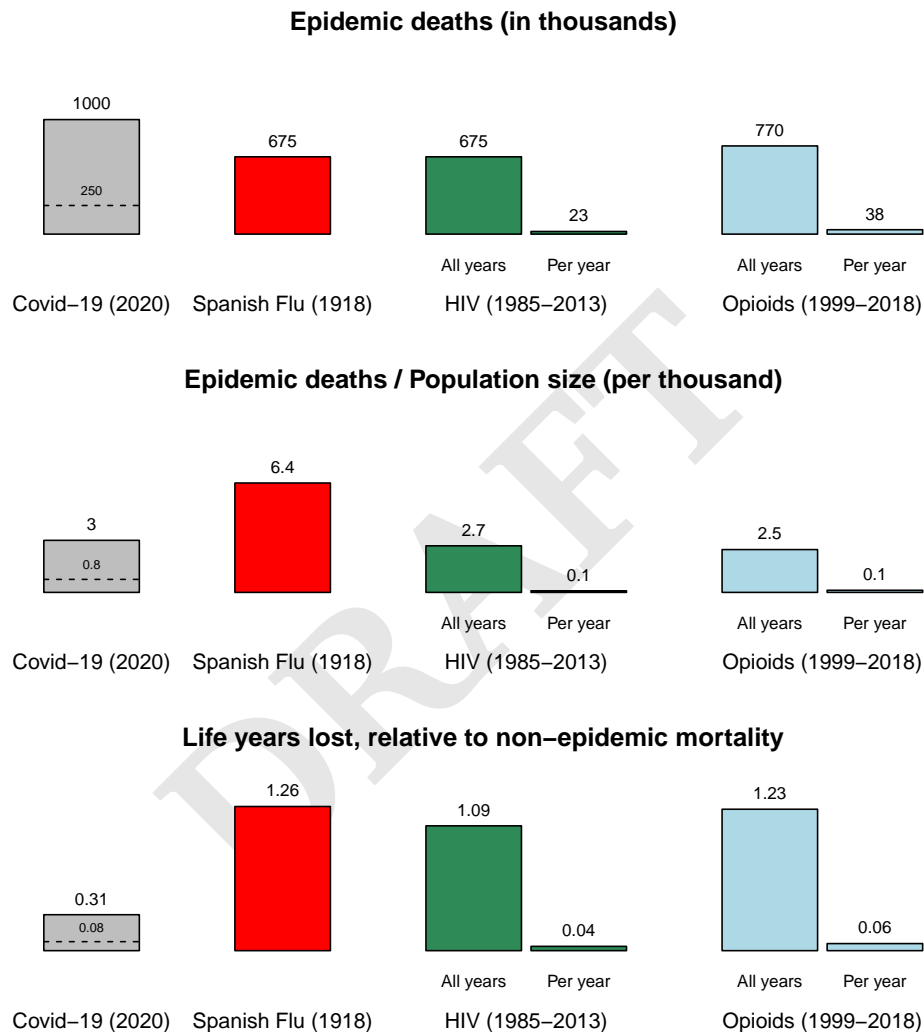 Epidemic deaths (in thousands)
1000
250
675
675
23
770
38
All years Per year All years Per year
Covid−19 (2020) Spanish Flu (1918) HIV (1985−2013) Opioids (1999−2018)
Epidemic deaths / Population size (per thousand)
3
0.8
6.4
2.7
0.1
2.5
0.1
All years Per year All years Per year
Covid−19 (2020) Spanish Flu (1918) HIV (1985−2013) Opioids (1999−2018)
Life years lost, relative to non−epidemic mortality
0.31
0.08
1.26
1.09
0.04
1.23
0.06
All years Per year All years Per year
Covid−19 (2020) Spanish Flu (1918) HIV (1985−2013) Opioids (1999−2018)
DRAFT